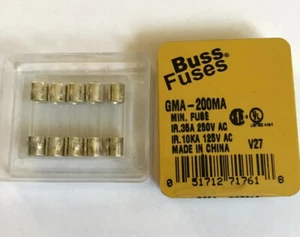 Buss
Fuses
GMA-200MA
MIN. FUSE
IR.35A 250V AC
IR.10KA 125V AC
MADE IN CHINA
V27
0 51712 71761 8